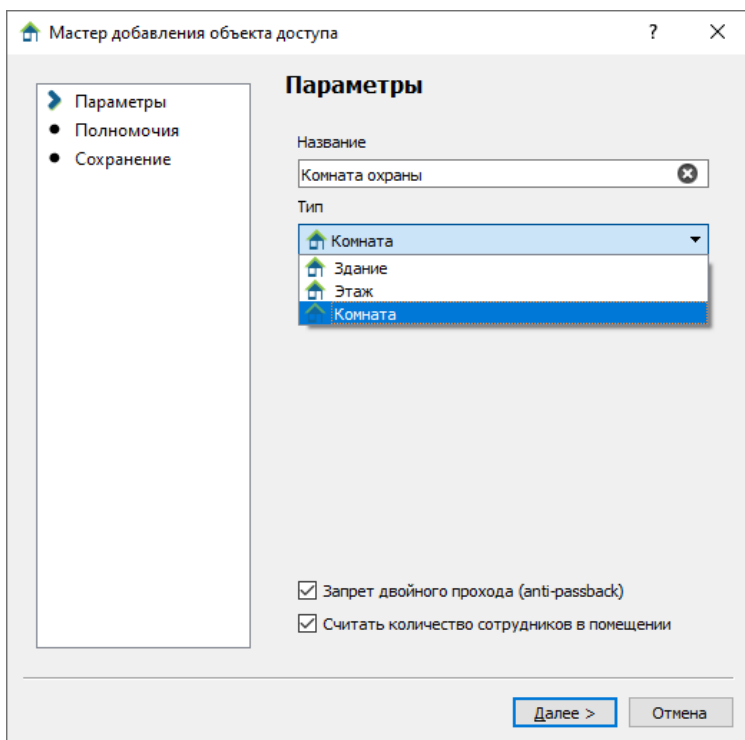 Мастер добавления объекта доступа
Параметры
Полномочия
Сохранение
Параметры
Название
Комната охраны
Тип
Комната
Здание
Этаж
Комната
Запрет двойного прохода (anti-passback)
Считать количество сотрудников в помещении
Далее >
Отмена